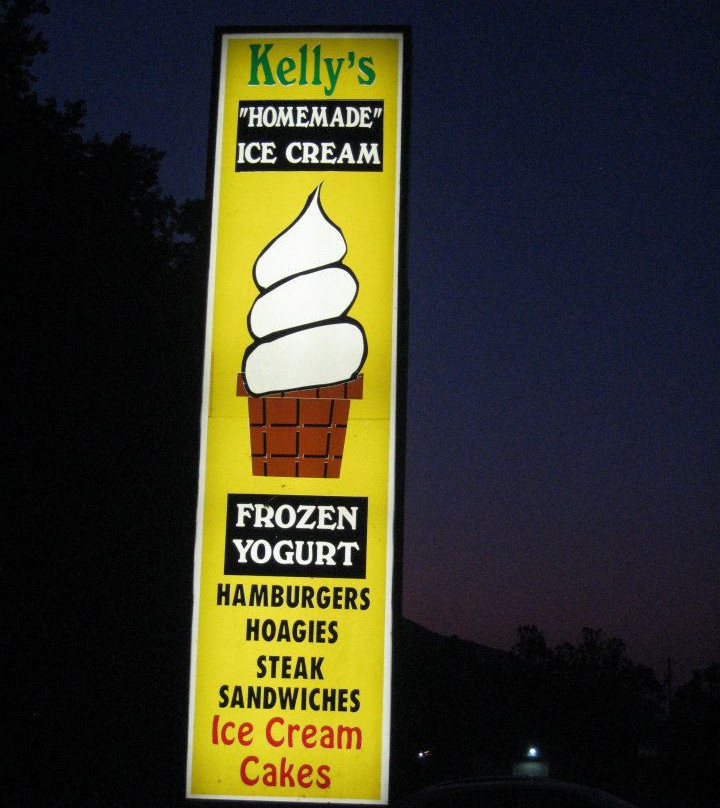 Kelly's
"HOMEMADE"
ICE CREAM
FROZEN
YOGURT
HAMBURGERS
HOAGIES
STEAK
SANDWICHES
Ice Cream
Cakes